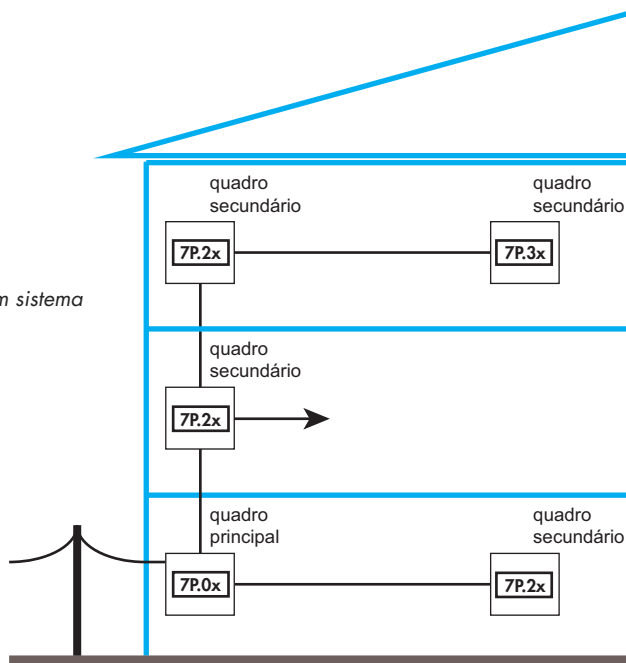 quadro
secundário
7P.2x
quadro
secundário
7P.3x
sistema
quadro
secundário
7P.2x
quadro
principal
7P.0x
quadro
secundário
7P.2x